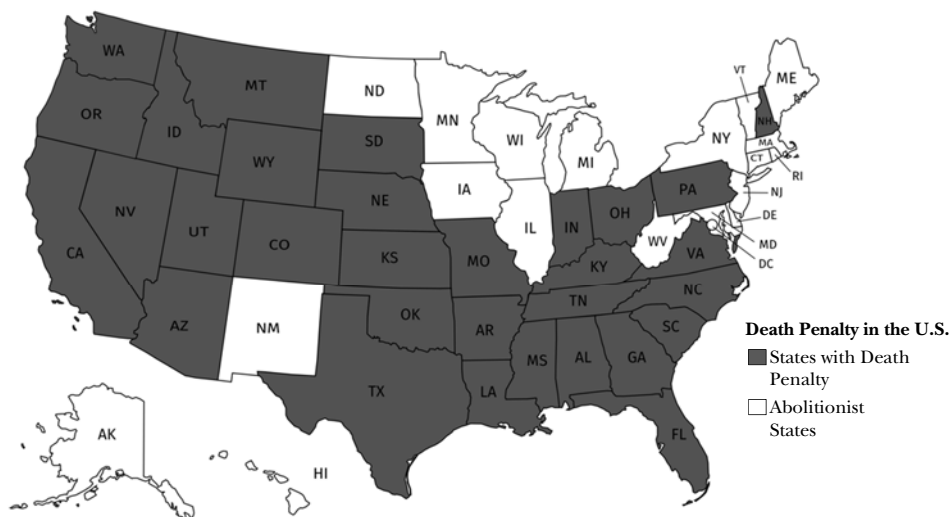 WA
MT
ND
MN
VT
ME
OR
ID
WY
SD
WI
MI
NY
NH
MA
CT
RI
NJ
DE
MD
DC
NV
UT
CO
NE
IA
IL
IN
OH
PA
CA
KS
MO
KY
WV
VA
AZ
NM
OK
AR
TN
NC
SC
TX
LA
MS
AL
GA
FL
AK
HI
Death Penalty in the U.S.
States with Death
Penalty
Abolitionist
States